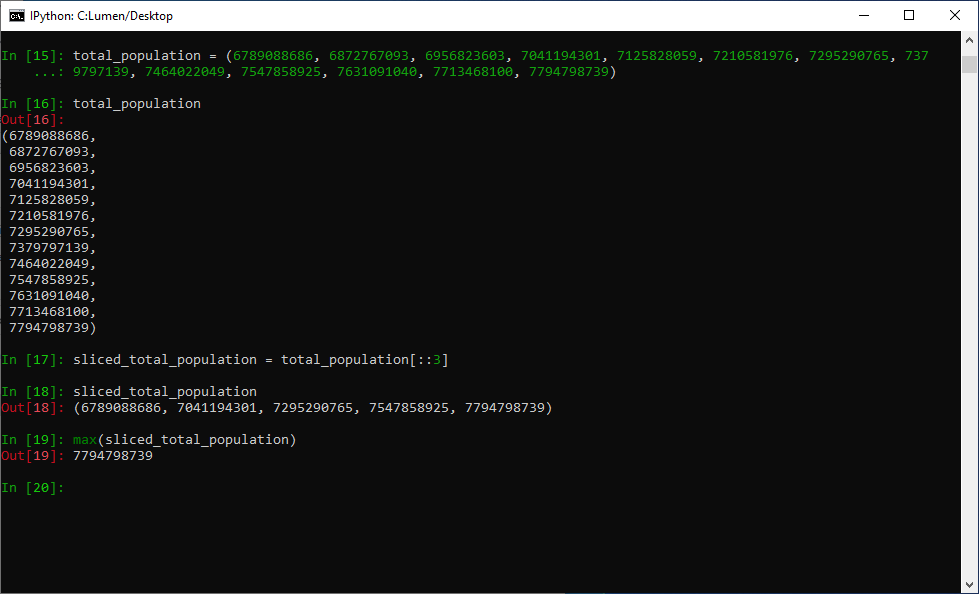 IPython: C:Lumen/Desktop
In [15]: total_population = (6789088686, 6872767093, 6956823603, 7041194301, 7125828059, 7210581976, 7295290765, 737
...: 9797139, 7464022049, 7547858925, 7631091040, 7713468100, 7794798739)
In [16]: total_population
Out[16]:
(6789088686,
6872767093,
6956823603,
7041194301,
7125828059,
7210581976,
7295290765,
7379797139,
7464022049,
7547858925,
7631091040,
7713468100,
7794798739)
In [17]: sliced_total_population = total_population[::3]
In [18]: sliced_total_population
Out[18]: (6789088686, 7041194301, 7295290765, 7547858925, 7794798739)
In [19]: max(sliced_total_population)
Out[19]: 7794798739
In [20]: